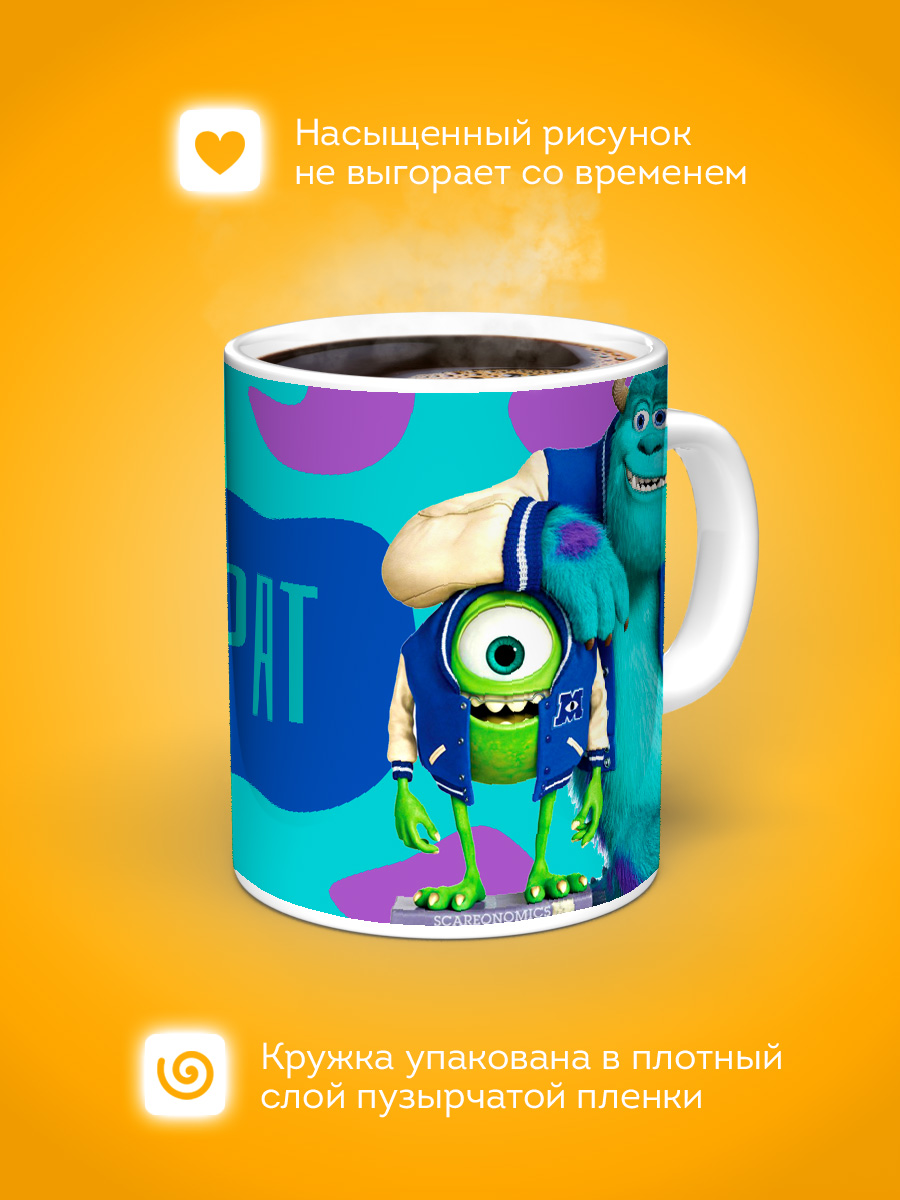 Насыщенный рисунок
не выгорает со временем
РАТ
SCAREONOMICS
Кружка упакована в плотный
слой пузырчатой пленки